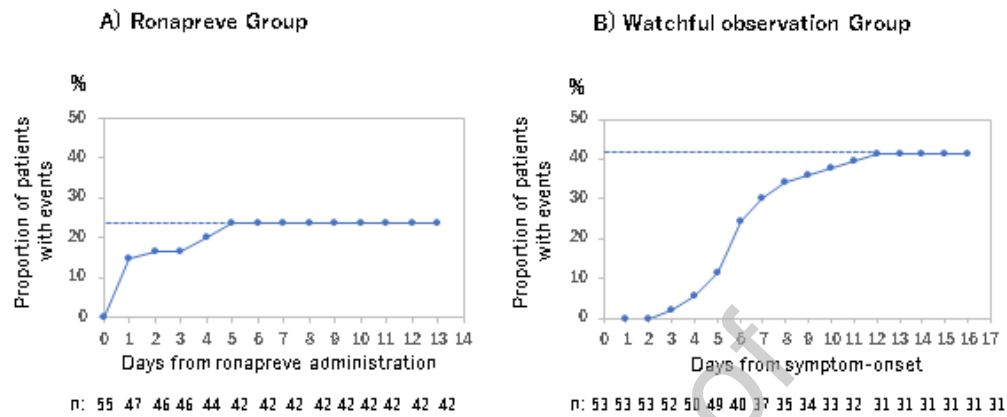 A) Ronapreve Group
%
50
40
30
20
10
0
Proportion of patients
with events
0 1 2 3 4 5 6 7 8 9 10 11 12 13 14
Days from ronapreve administration
n: 55 47 46 46 44 42 42 42 42 42 42 42 42 42
B) Watchful observation Group
%
50
40
30
20
10
0
Proportion of patients
with events
0 1 2 3 4 5 6 7 8 9 10 11 12 13 14 15 16 17
Days from symptom-onset
n: 53 53 53 52 50 49 40 37 35 34 33 32 31 31 31 31 31
of